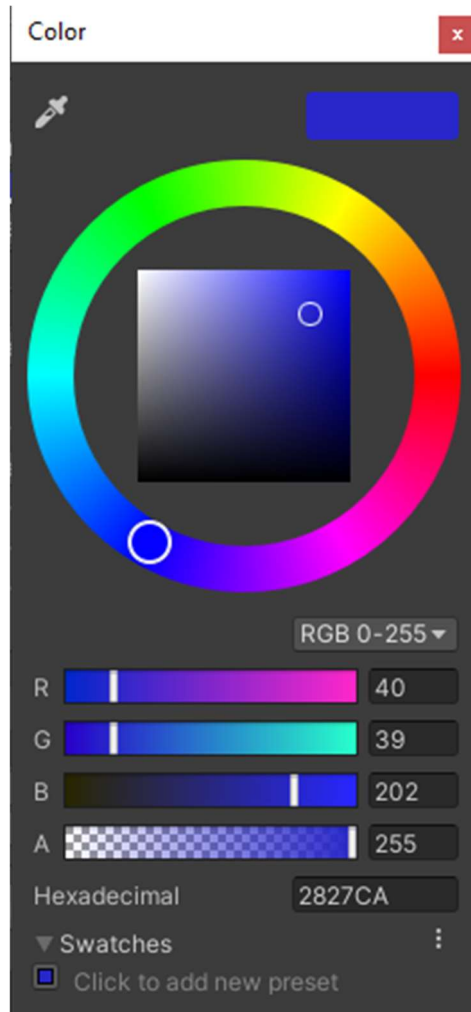 Color
x
RGB 0-255
R 40
G 39
B 202
A 255
Hexadecimal 2827CA
Swatches
Click to add new preset